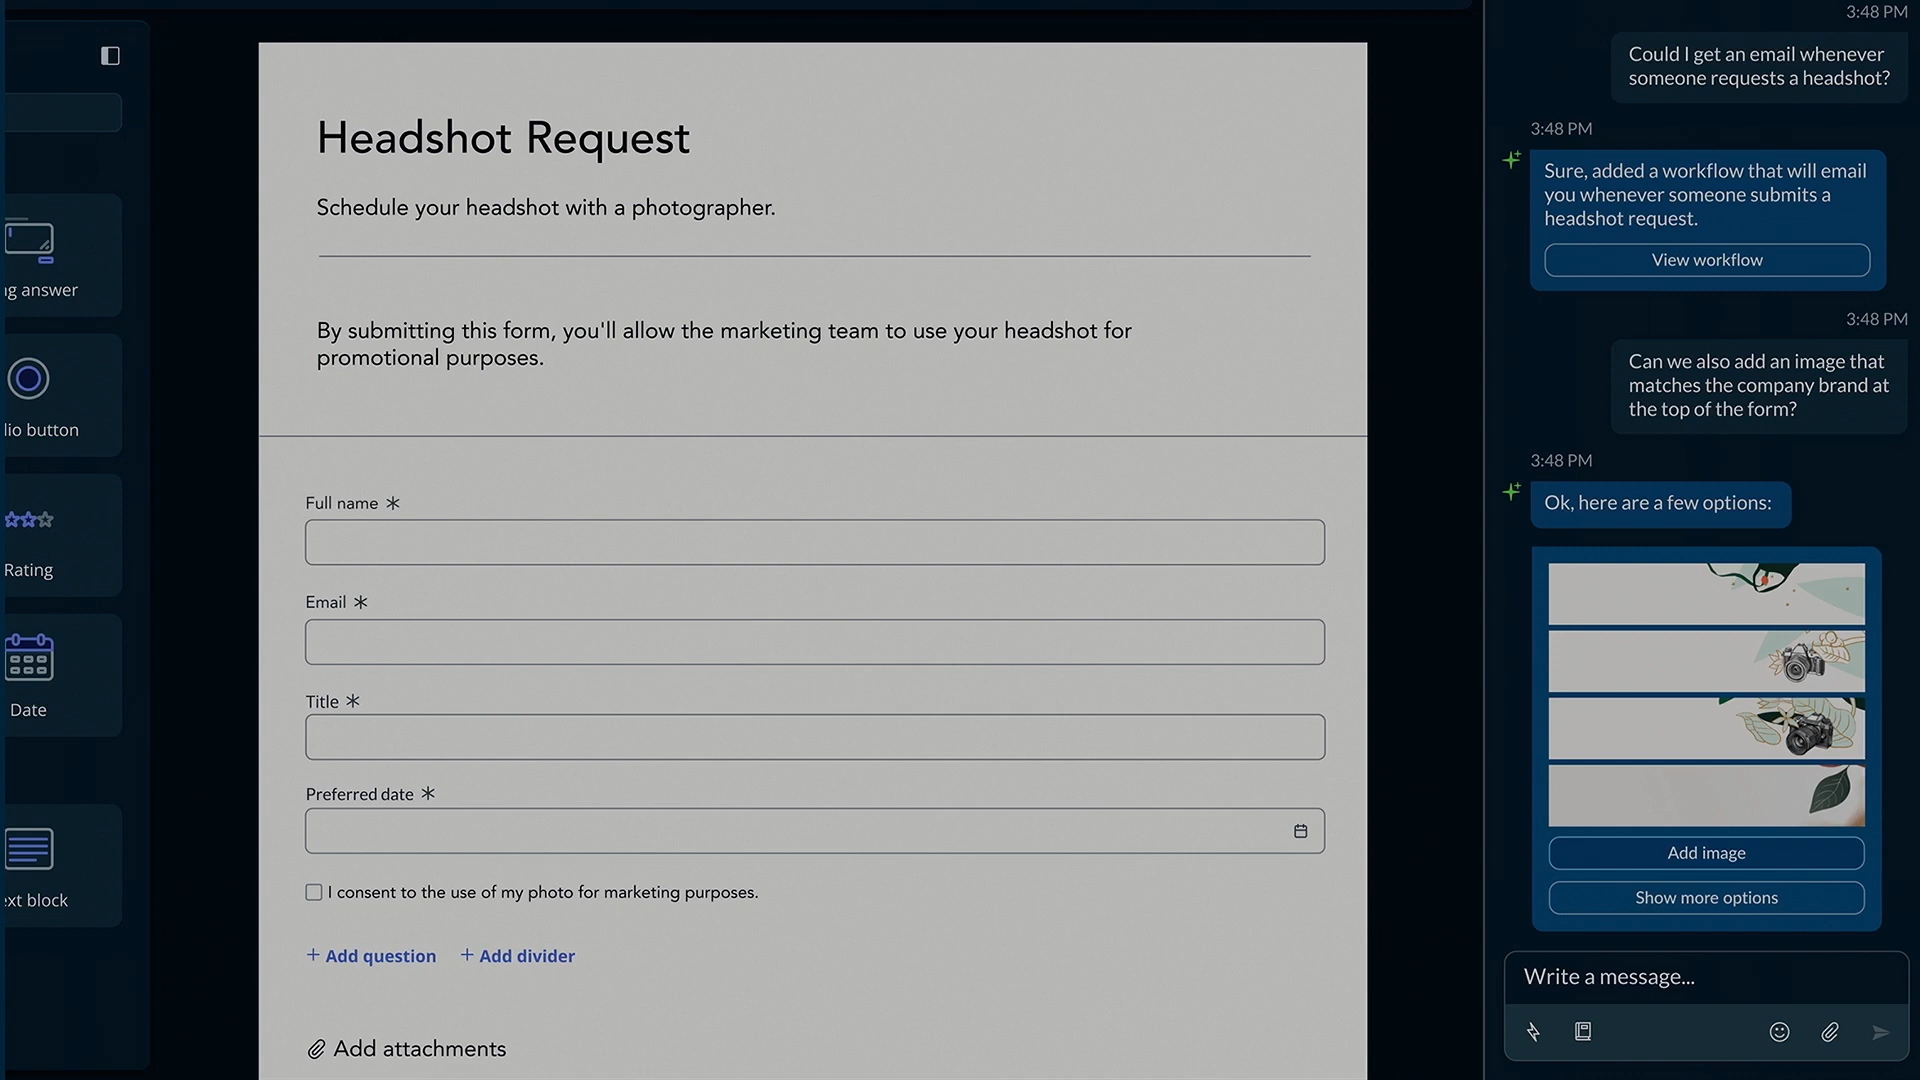 answer
button
Rating
Date
block
Headshot Request
Schedule your headshot with a photographer.
By submitting this form, you'll allow the marketing team to use your headshot for
promotional purposes.
Full name *
Email *
Title *
Preferred date *
I consent to the use of my photo for marketing purposes.
+ Add question + Add divider
Add attachments
3:48 PM
Could I get an email whenever
someone requests a headshot?
3:48 PM
Sure, added a workflow that will email
you whenever someone submits a
headshot request.
View workflow
3:48 PM
Can we also add an image that
matches the company brand at
the top of the form?
3:48 PM
Ok, here are a few options:
Add image
Show more options
Write a message...